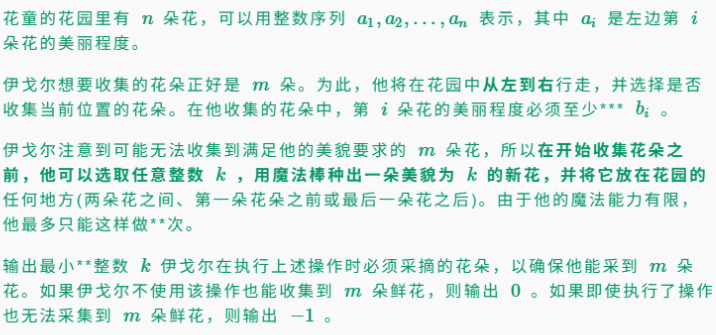 花童的花园里有 n 朵花，可以用整数序列 a₁, a₂, ..., aₙ 表示，其中 aᵢ 是左边第 i
朵花的美丽程度。
伊戈尔想要收集的花朵正好是 m 朵。为此，他将在花园中从左到右行走，并选择是否
收集当前位置的花朵。在他收集的花朵中，第 i 朵花的美丽程度必须至少*** bᵢ 。
伊戈尔注意到可能无法收集到满足他的美貌要求的 m 朵花，所以在开始收集花朵之
前，他可以选取任意整数 k ，用魔法棒种出一朵美貌为 k 的新花，并将它放在花园的
任何地方(两朵花之间、第一朵花朵之前或最后一朵花之后)。由于他的魔法能力有限，
他最多只能这样做**次。
输出最小**整数 k 伊戈尔在执行上述操作时必须采摘的花朵，以确保他能采到 m 朵
花。如果伊戈尔不使用该操作也能收集到 m 朵鲜花，则输出 0 。如果即使执行了操作
也无法采集到 m 朵鲜花，则输出 −1 。